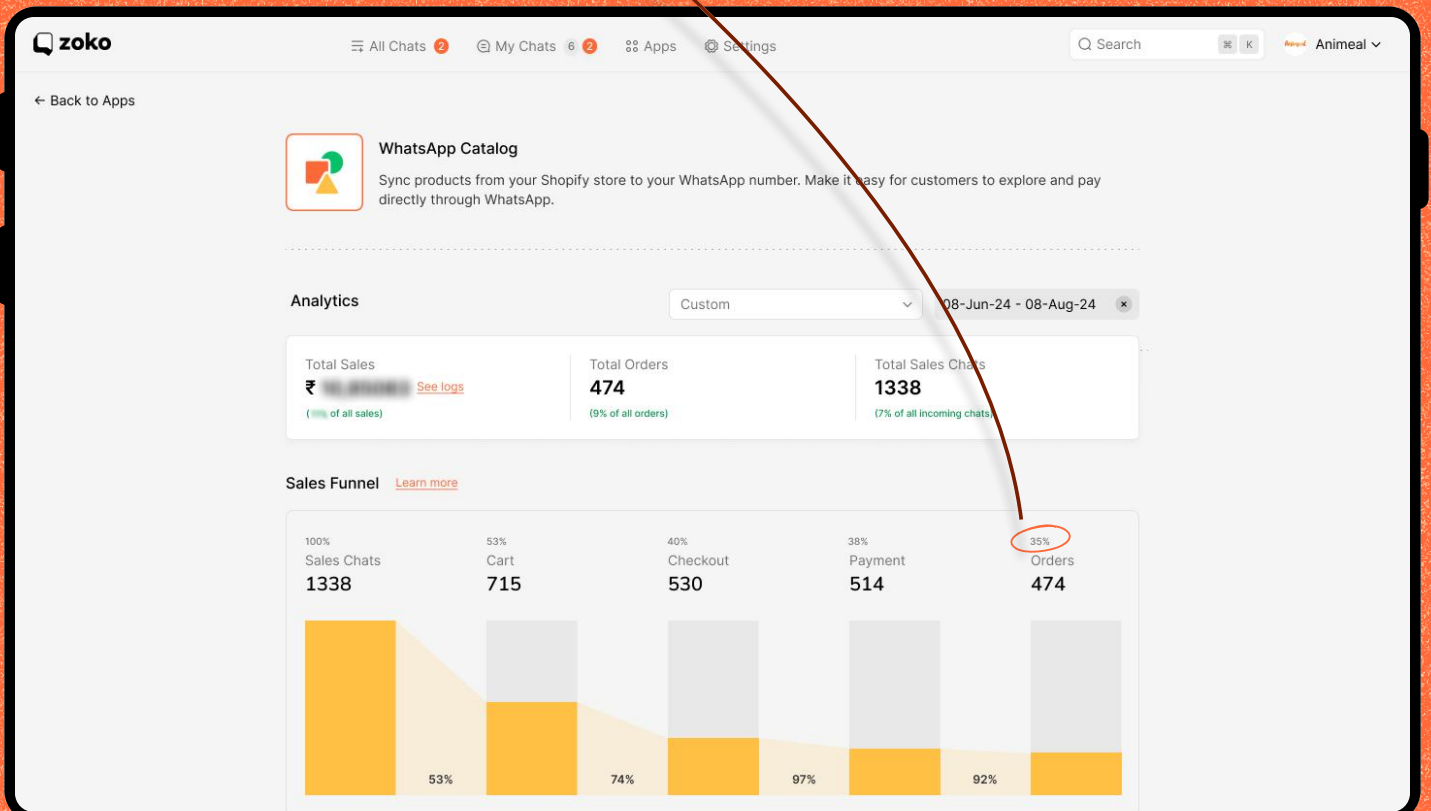 zoko
All Chats 2
My Chats 6 2
Apps
Settings
Search
⌘ K
Animeal
← Back to Apps
WhatsApp Catalog
Sync products from your Shopify store to your WhatsApp number. Make it easy for customers to explore and pay
directly through WhatsApp.
Analytics
Custom
08-Jun-24 - 08-Aug-24
Total Sales
₹ See logs
( of all sales)
Total Orders
474
(9% of all orders)
Total Sales Chats
1338
(7% of all incoming chats)
Sales Funnel Learn more
100%
Sales Chats
1338
53%
Cart
715
40%
Checkout
530
38%
Payment
514
35%
Orders
474
53%
74%
97%
92%